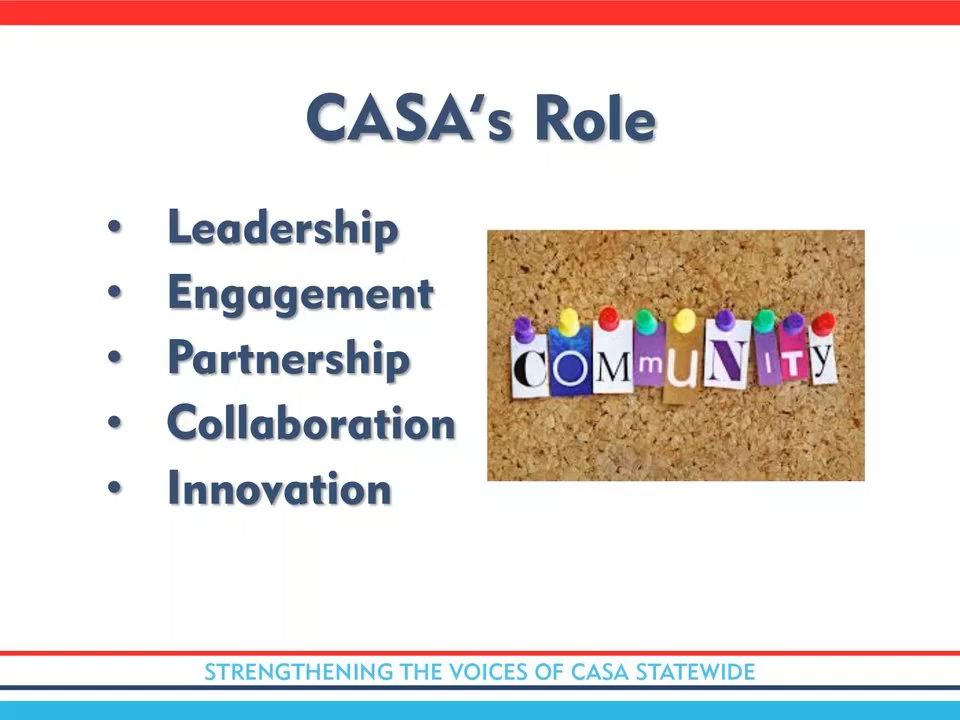 CASA's Role
• Leadership
• Engagement
• Partnership
• Collaboration
• Innovation
COmmUNITy
STRENGTHENING THE VOICES OF CASA STATEWIDE